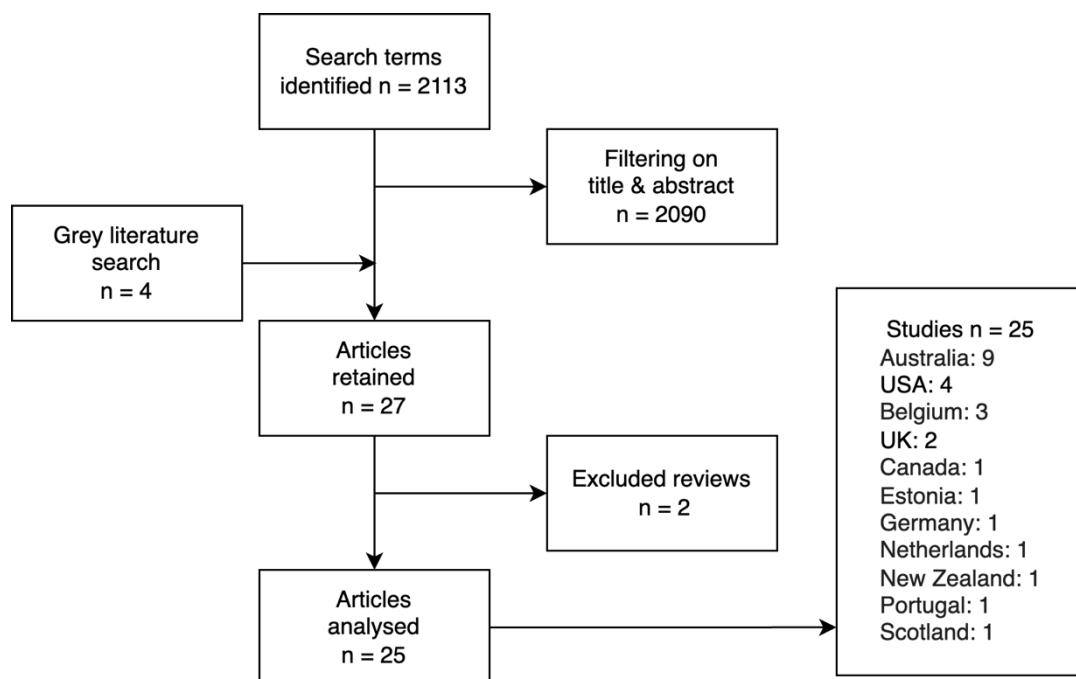 Search terms
identified n = 2113
Filtering on
title & abstract
n = 2090
Grey literature
search
n = 4
Articles
retained
n = 27
Excluded reviews
n = 2
Articles
analysed
n = 25
Studies n = 25
Australia: 9
USA: 4
Belgium: 3
UK: 2
Canada: 1
Estonia: 1
Germany: 1
Netherlands: 1
New Zealand: 1
Portugal: 1
Scotland: 1